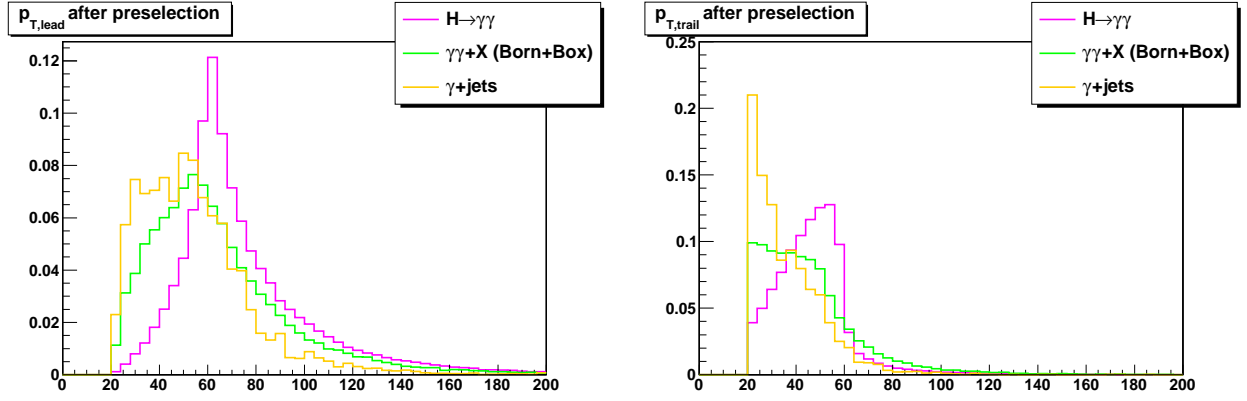 p_T,lead after preselection
H→γγ
γγ+X (Born+Box)
γ+jets
0.12
0.1
0.08
0.06
0.04
0.02
0
0 20 40 60 80 100 120 140 160 180 200
p_T,trail after preselection
H→γγ
γγ+X (Born+Box)
γ+jets
0.25
0.2
0.15
0.1
0.05
0
0 20 40 60 80 100 120 140 160 180 200